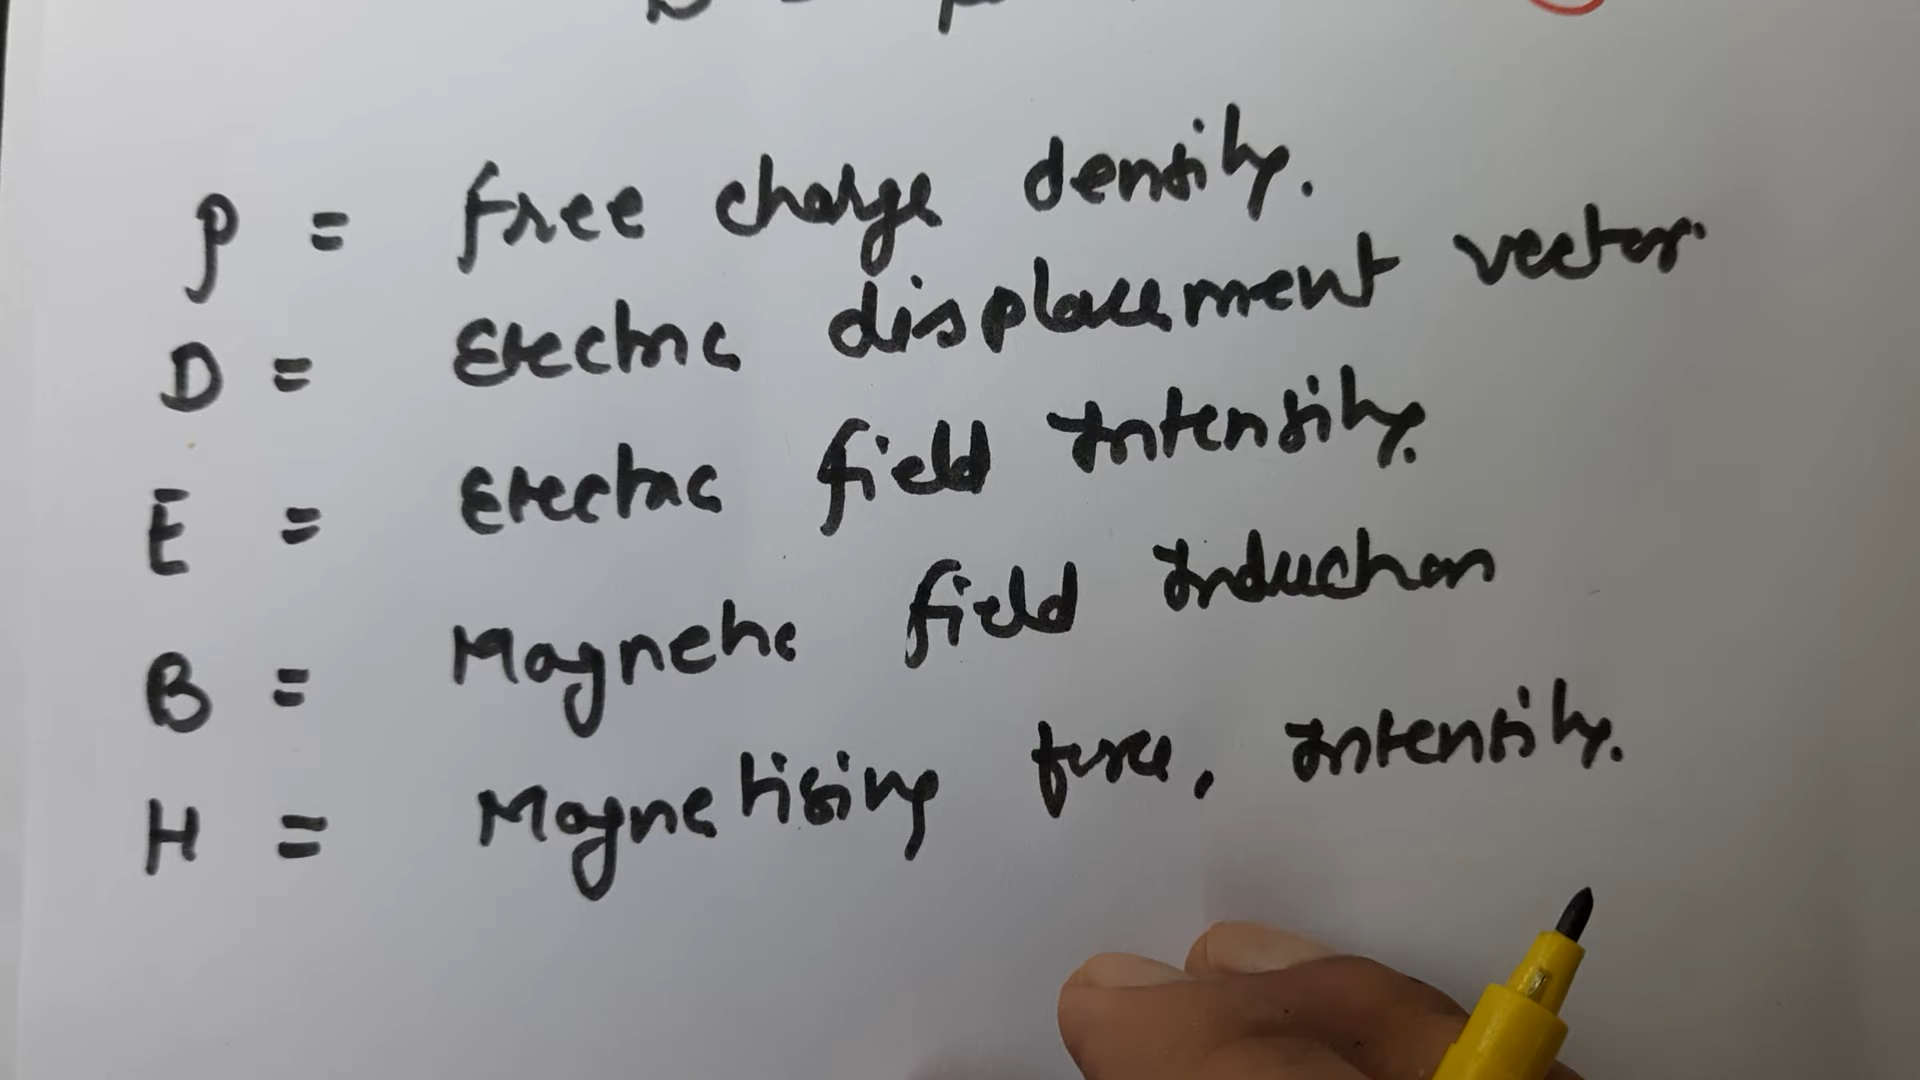 ρ = free charge density.
D = Electric displacement vector.
E = Electric field Intensity.
B = Magnetic field Induction
H = Magnetising force, Intensity.